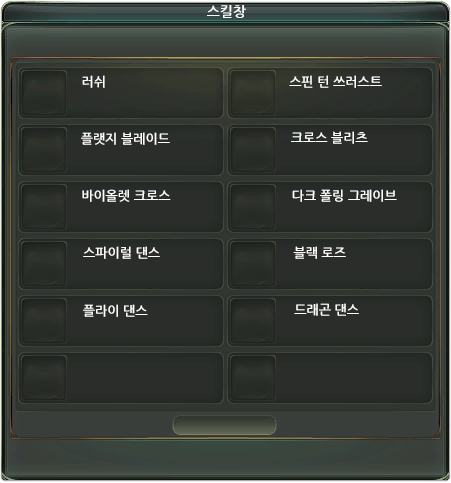 스킬창
러쉬
스핀 턴 쓰러스트
플랫지 블레이드
크로스 블리츠
바이올렛 크로스
다크 폴링 그레이브
스파이럴 댄스
블랙 로즈
플라이 댄스
드래곤 댄스